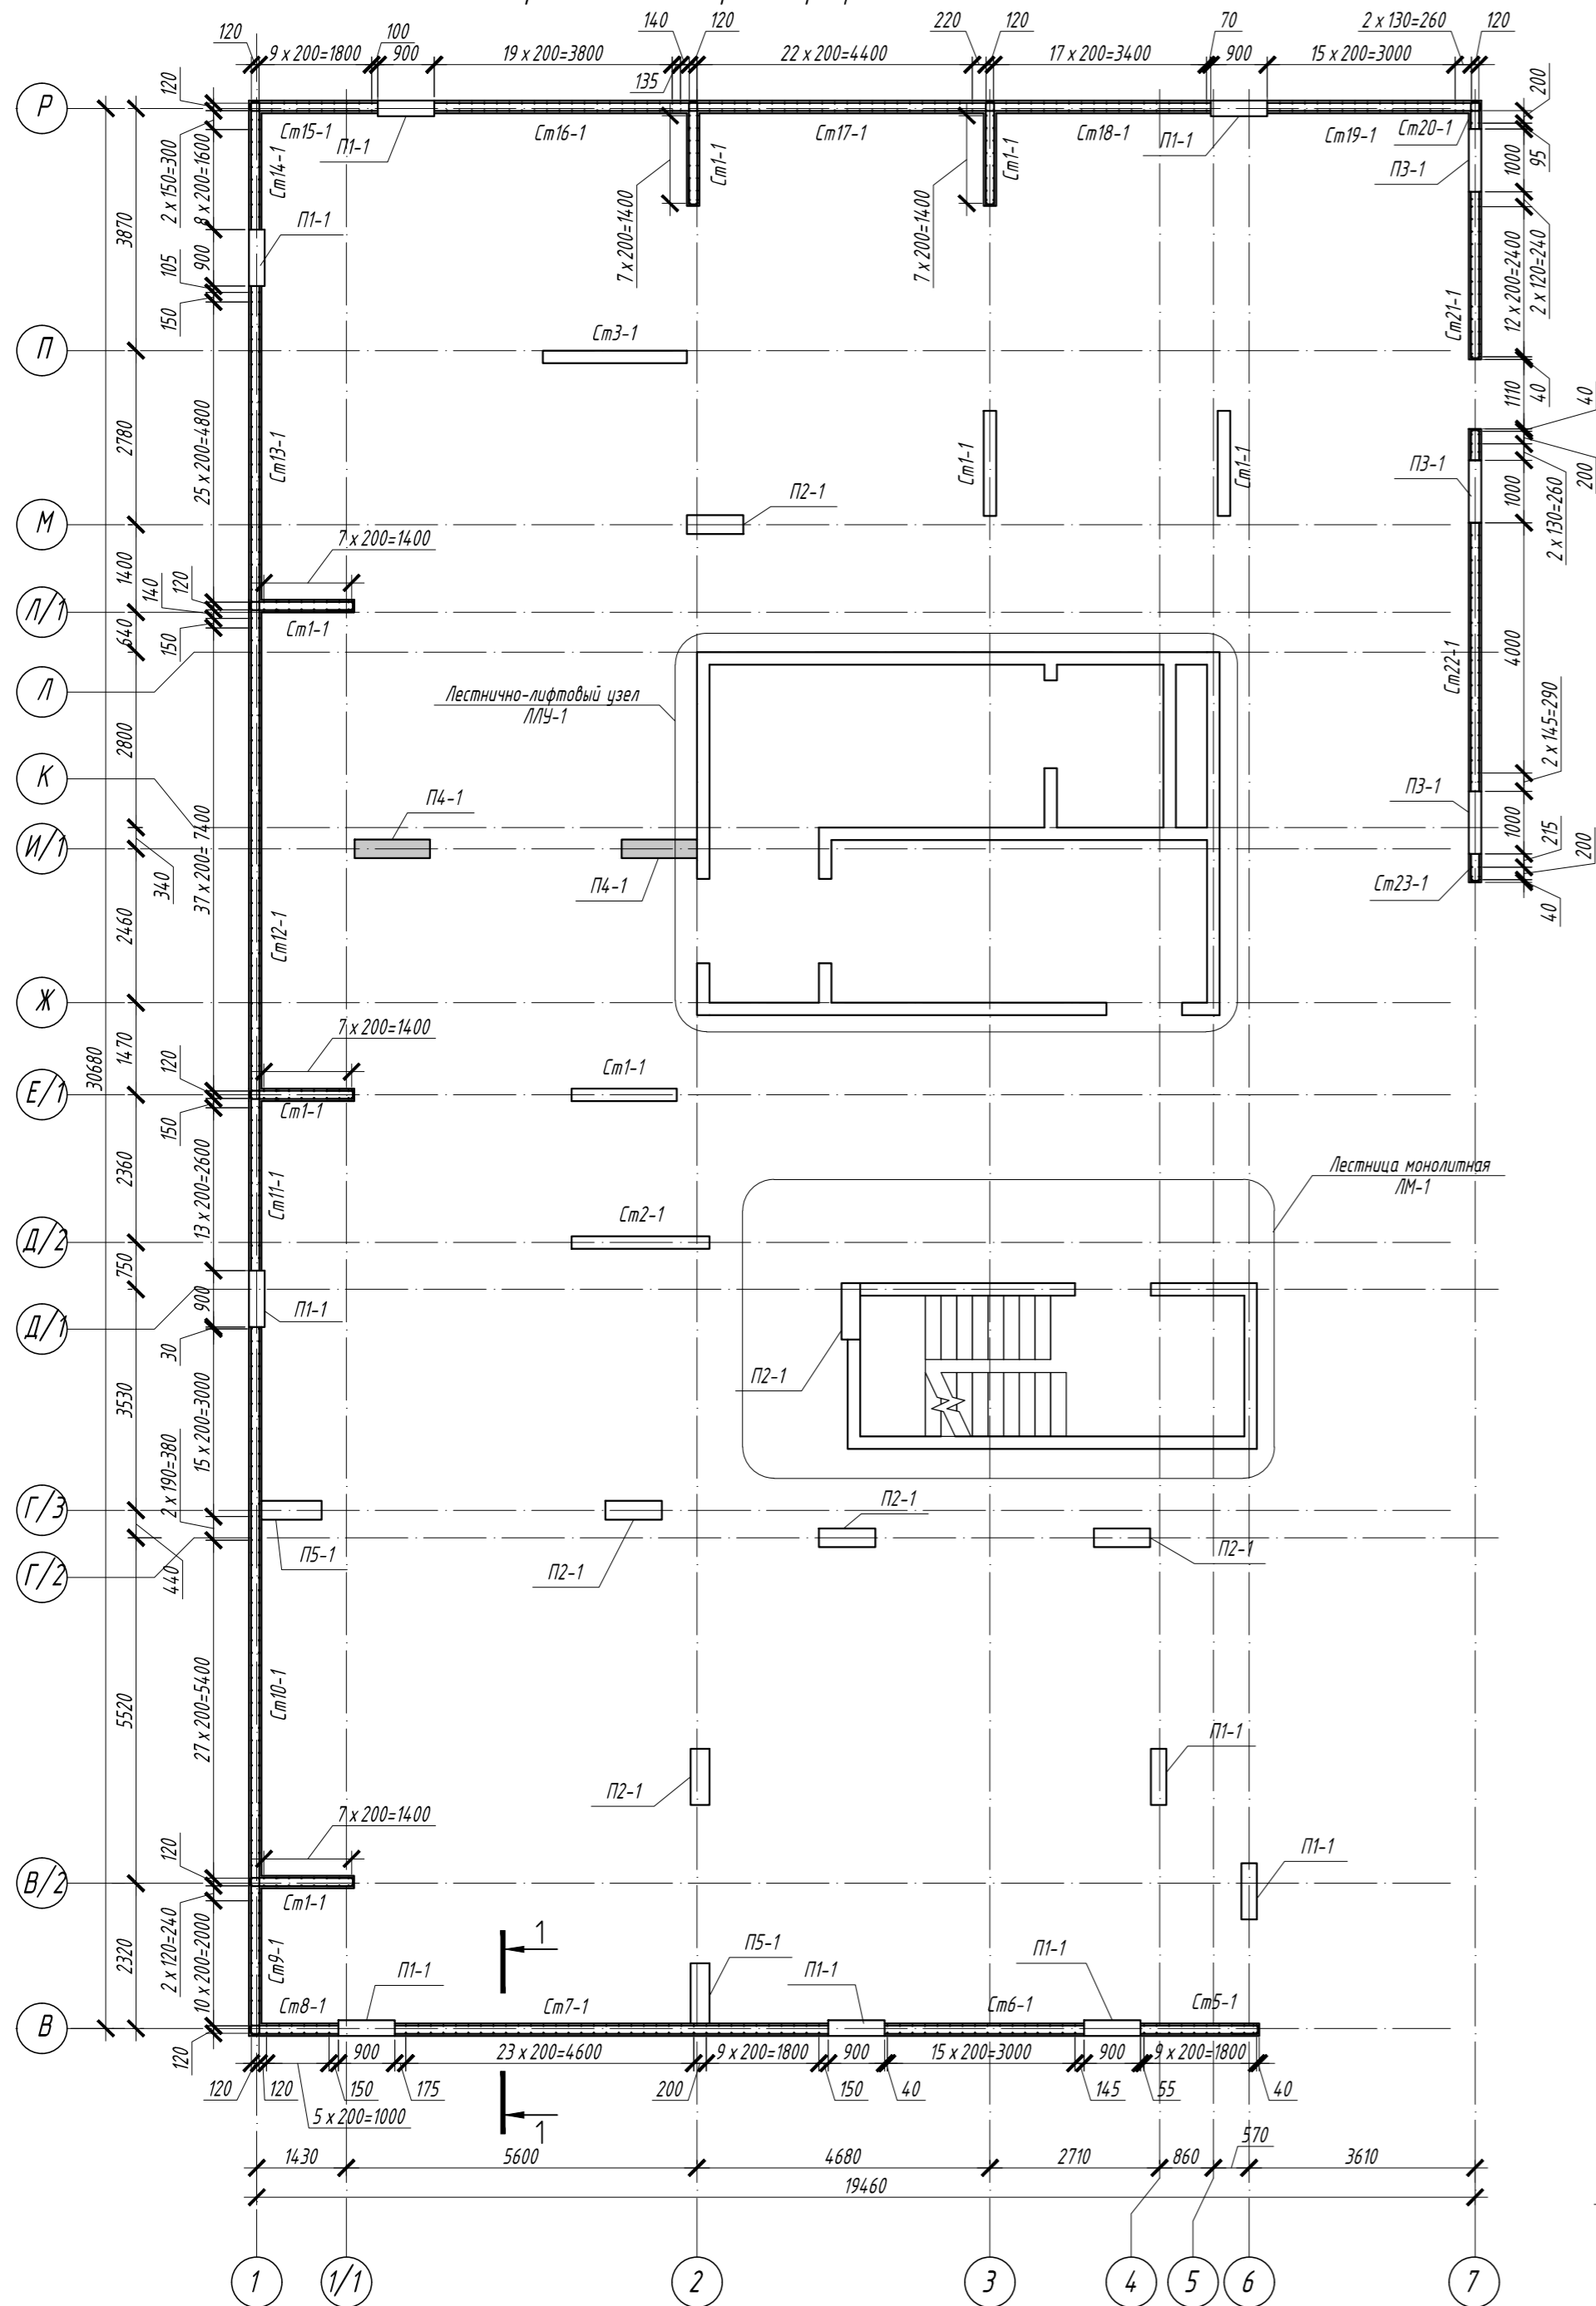 120
9 x 200=1800
100
900
19 x 200=3800
140
120
135
220
120
22 x 200=4400
17 x 200=3400
70
900
15 x 200=3000
2 x 130=260
120
Р
120
2 x 150=300
8 x 200=1600
Ст14-1
Ст15-1
П1-1
Ст16-1
Ст1-1
Ст17-1
Ст1-1
Ст18-1
П1-1
Ст19-1
Ст20-1
П3-1
200
95
1000
3870
П1-1
900
105
150
7 x 200=1400
7 x 200=1400
12 x 200=2400
2 x 120=240
Ст21-1
П
Ст3-1
40
1110
40
2780
25 x 200=4800
Ст13-1
Ст1-1
Ст1-1
П3-1
1000
200
2 x 130=260
М
П2-1
7 x 200=1400
1400
140
120
Л/1
Ст1-1
640
150
Л
Лестнично-лифтовый узел
ЛЛУ-1
Ст22-1
4000
2 x 145=290
2800
К
П4-1
П3-1
И/1
П4-1
340
37 x 200= 7400
1000
215
200
Ст23-1
40
2460
Ст12-1
Ж
30680
1470
7 x 200=1400
120
Е/1
Ст1-1
Ст1-1
150
2360
13 x 200=2600
Ст11-1
Лестница монолитная
ЛМ-1
Д/2
Ст2-1
750
900
П1-1
Д/1
30
П2-1
3530
15 x 200=3000
2 x 190=380
Г/3
П5-1
П2-1
П2-1
П2-1
Г/2
440
5520
27 x 200=5400
Ст10-1
П2-1
П1-1
7 x 200=1400
120
П1-1
В/2
Ст1-1
2320
2 x 120=240
10 x 200=2000
Ст9-1
1
П5-1
П1-1
П1-1
П1-1
В
Ст8-1
Ст7-1
Ст6-1
Ст5-1
120
900
23 x 200=4600
9 x 200=1800
900
15 x 200=3000
900
9 x 200=1800
120
120
150
175
200
150
40
145
55
40
5 x 200=1000
1
1430
5600
4680
2710
860
570
3610
19460
1
1/1
2
3
4
5
6
7